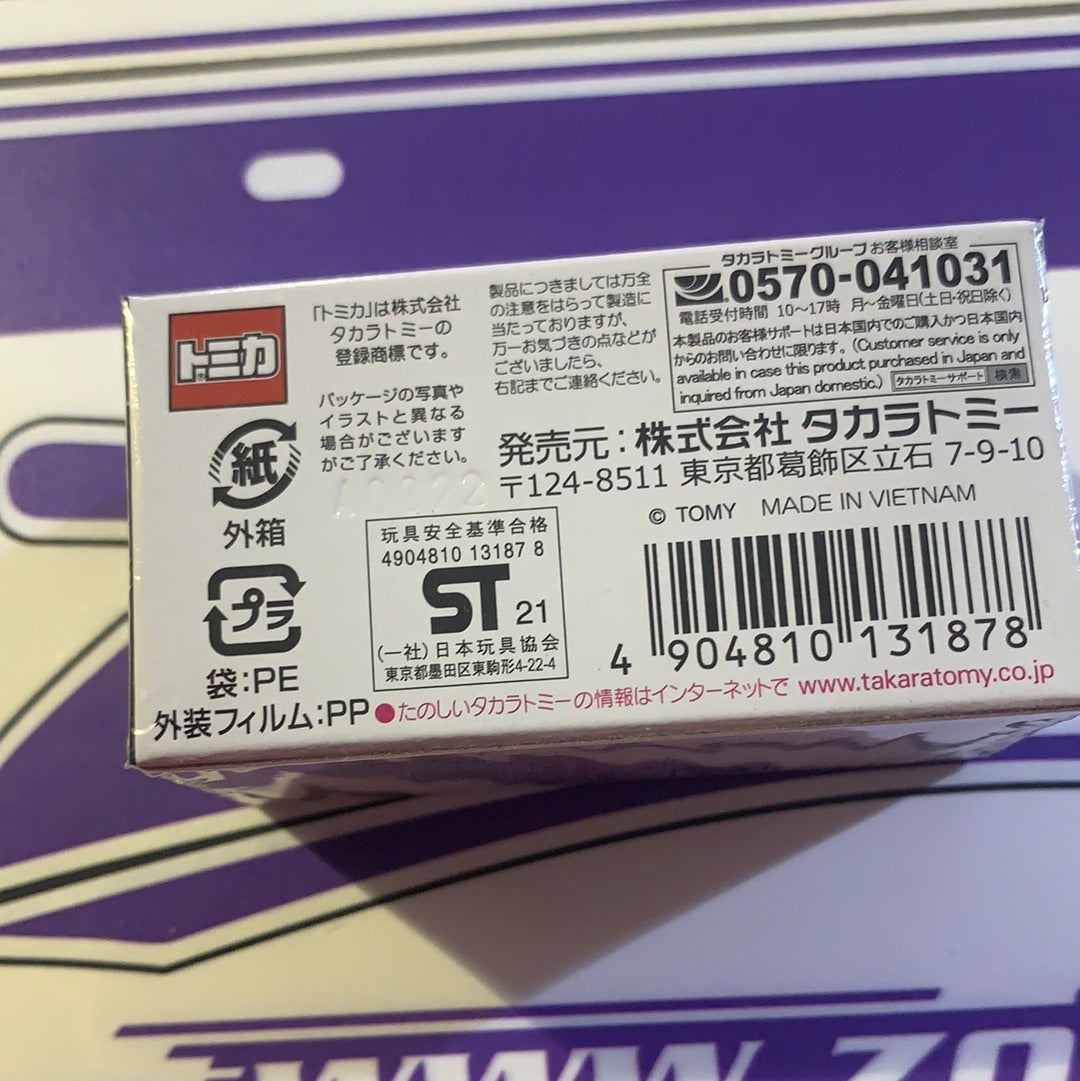 トミカ
®
「トミカ」は株式会社
タカラトミーの
登録商標です。
パッケージの写真や
イラストと異なる
場合がございます
がご了承ください。
製品につきましては万全
の注意をはらって製造に
当たっておりますが、
万一お気づきの点などが
ございましたら、
右記までご連絡ください。
タカラトミーグループ お客様相談室
0570-041031
電話受付時間 10〜17時 月〜金曜日(土日・祝日除く)
本製品のお客様サポートは日本国内でのご購入かつ日本国内
からのお問い合わせに限ります。(Customer service is only
available in case this product purchased in Japan and
inquired from Japan domestic.) タカラトミーサポート 検索
発売元：株式会社 タカラトミー
〒124-8511 東京都葛飾区立石 7-9-10
© TOMY MADE IN VIETNAM
紙
外箱
プラ
袋:PE
外装フィルム:PP
玩具安全基準合格
4904810 13187 8
ST 21
(一社)日本玩具協会
東京都墨田区東駒形4-22-4
4 904810 131878
●たのしいタカラトミーの情報はインターネットで www.takaratomy.co.jp